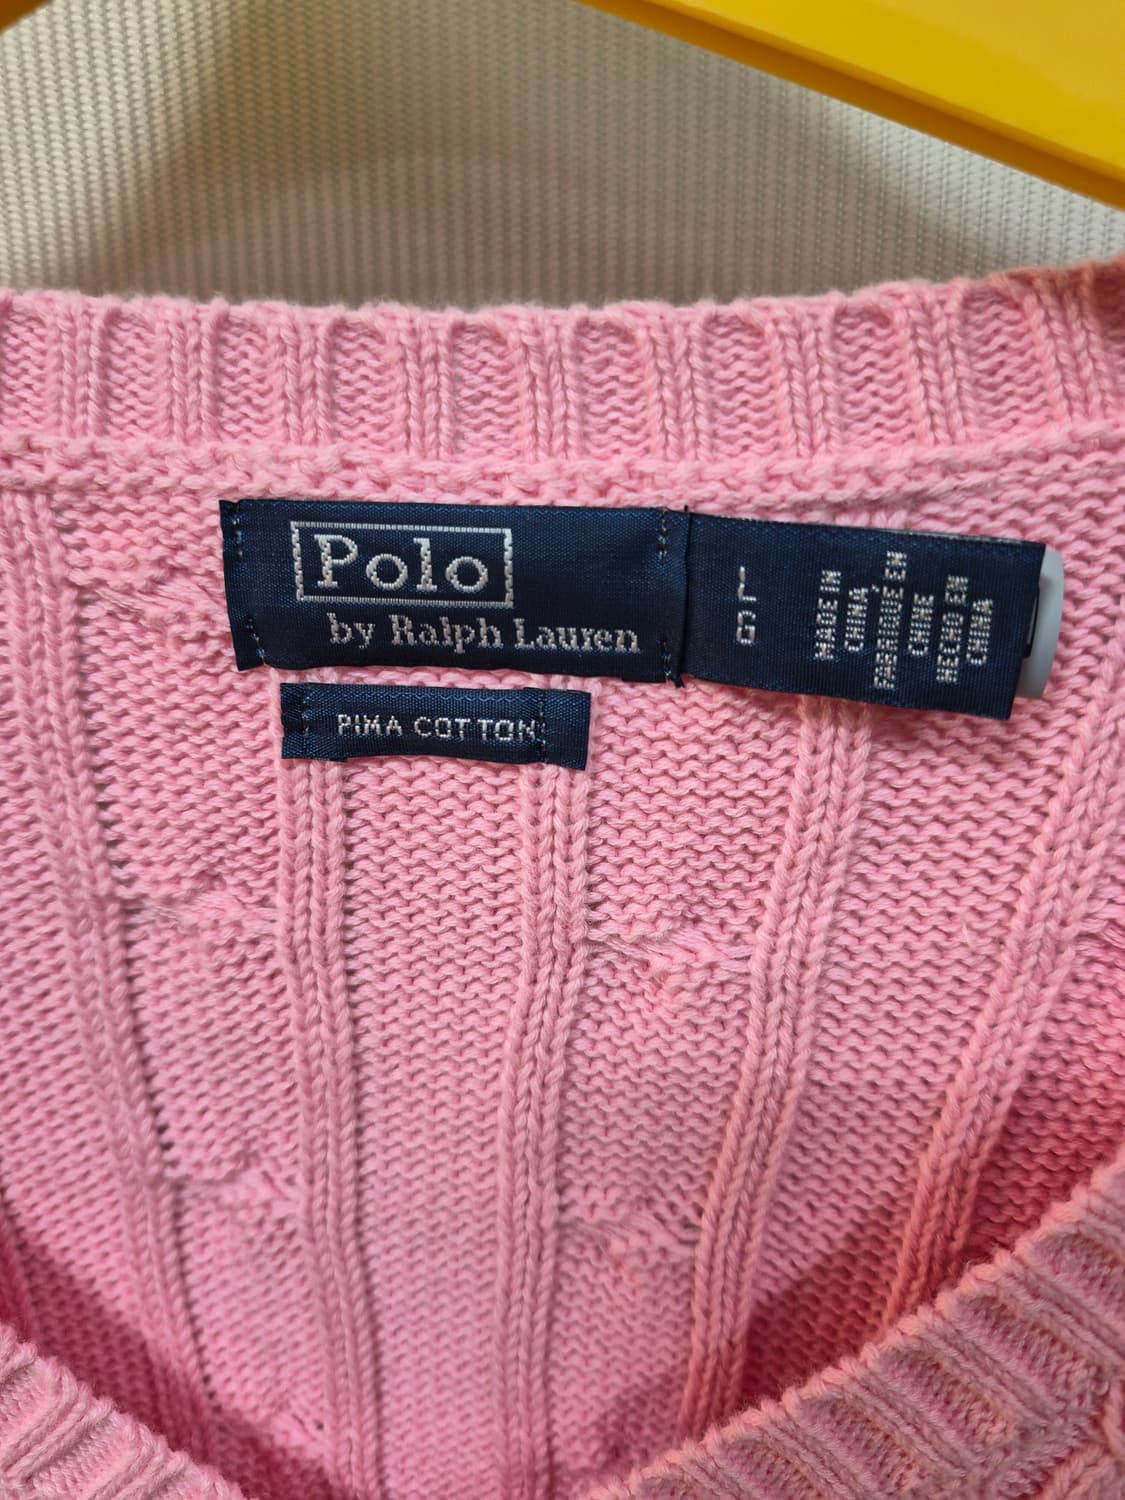 Polo
by Ralph Lauren
PIMA COTTON
L
G
MADE IN
CHINA
FABRIQUÉ EN
CHINE
HECHO EN
CHINA